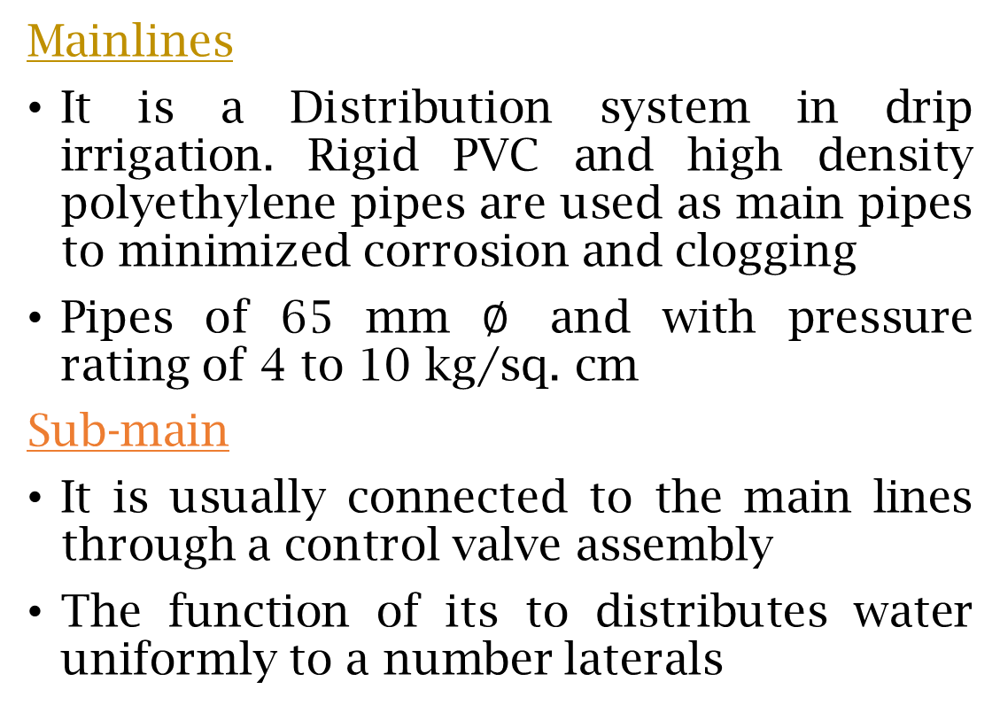 Mainlines
• It is a Distribution system in drip
irrigation. Rigid PVC and high density
polyethylene pipes are used as main pipes
to minimized corrosion and clogging
• Pipes of 65 mm ∅ and with pressure
rating of 4 to 10 kg/sq. cm
Sub-main
• It is usually connected to the main lines
through a control valve assembly
• The function of its to distributes water
uniformly to a number laterals